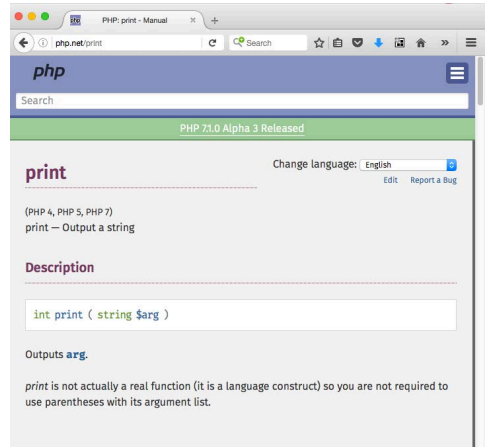 php PHP: print - Manual
php.net/print Search
php
Search
PHP 7.1.0 Alpha 3 Released
print
Change language: English
Edit Report a Bug
(PHP 4, PHP 5, PHP 7)
print — Output a string
Description
int print ( string $arg )
Outputs arg.
print is not actually a real function (it is a language construct) so you are not required to
use parentheses with its argument list.